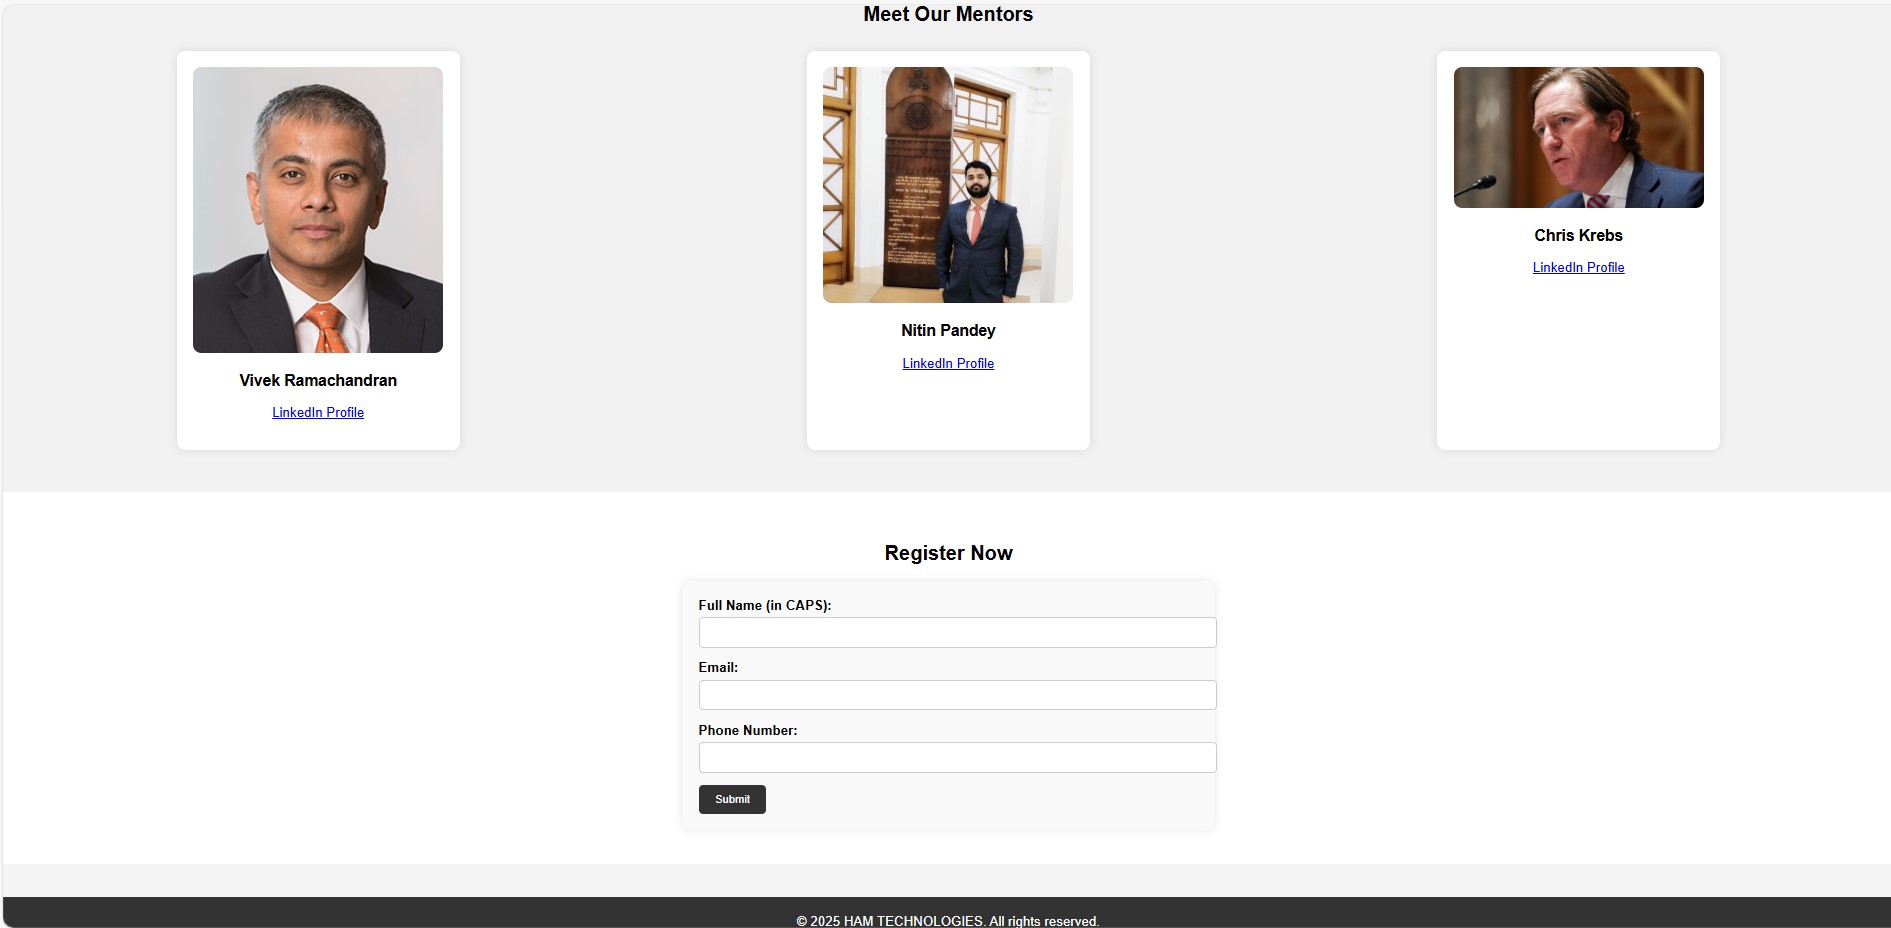 Meet Our Mentors
Vivek Ramachandran
LinkedIn Profile
Nitin Pandey
LinkedIn Profile
Chris Krebs
LinkedIn Profile
Register Now
Full Name (in CAPS):
Email:
Phone Number:
Submit
© 2025 HAM TECHNOLOGIES. All rights reserved.